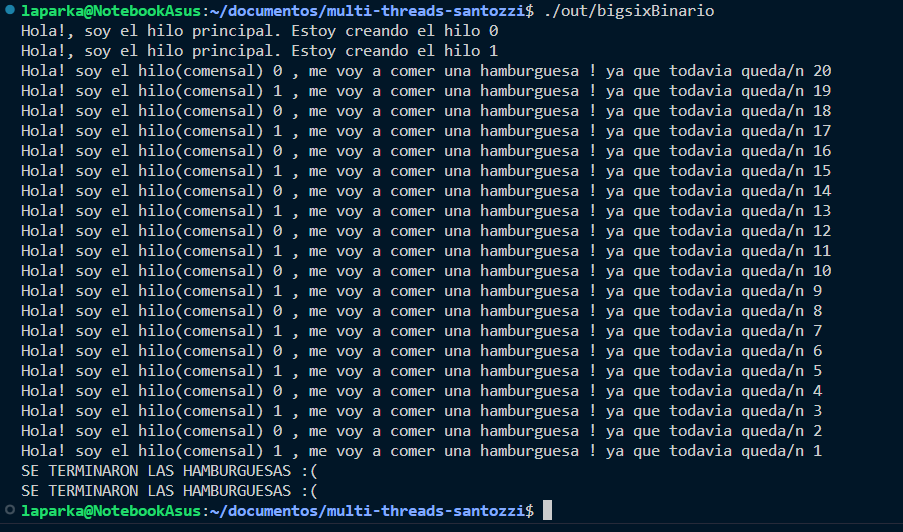 laparka@NotebookAsus:~/documentos/multi-threads-santozzi$ ./out/bigsixBinario
Hola!, soy el hilo principal. Estoy creando el hilo 0
Hola!, soy el hilo principal. Estoy creando el hilo 1
Hola! soy el hilo(comensal) 0 , me voy a comer una hamburguesa ! ya que todavia queda/n 20
Hola! soy el hilo(comensal) 1 , me voy a comer una hamburguesa ! ya que todavia queda/n 19
Hola! soy el hilo(comensal) 0 , me voy a comer una hamburguesa ! ya que todavia queda/n 18
Hola! soy el hilo(comensal) 1 , me voy a comer una hamburguesa ! ya que todavia queda/n 17
Hola! soy el hilo(comensal) 0 , me voy a comer una hamburguesa ! ya que todavia queda/n 16
Hola! soy el hilo(comensal) 1 , me voy a comer una hamburguesa ! ya que todavia queda/n 15
Hola! soy el hilo(comensal) 0 , me voy a comer una hamburguesa ! ya que todavia queda/n 14
Hola! soy el hilo(comensal) 1 , me voy a comer una hamburguesa ! ya que todavia queda/n 13
Hola! soy el hilo(comensal) 0 , me voy a comer una hamburguesa ! ya que todavia queda/n 12
Hola! soy el hilo(comensal) 1 , me voy a comer una hamburguesa ! ya que todavia queda/n 11
Hola! soy el hilo(comensal) 0 , me voy a comer una hamburguesa ! ya que todavia queda/n 10
Hola! soy el hilo(comensal) 1 , me voy a comer una hamburguesa ! ya que todavia queda/n 9
Hola! soy el hilo(comensal) 0 , me voy a comer una hamburguesa ! ya que todavia queda/n 8
Hola! soy el hilo(comensal) 1 , me voy a comer una hamburguesa ! ya que todavia queda/n 7
Hola! soy el hilo(comensal) 0 , me voy a comer una hamburguesa ! ya que todavia queda/n 6
Hola! soy el hilo(comensal) 1 , me voy a comer una hamburguesa ! ya que todavia queda/n 5
Hola! soy el hilo(comensal) 0 , me voy a comer una hamburguesa ! ya que todavia queda/n 4
Hola! soy el hilo(comensal) 1 , me voy a comer una hamburguesa ! ya que todavia queda/n 3
Hola! soy el hilo(comensal) 0 , me voy a comer una hamburguesa ! ya que todavia queda/n 2
Hola! soy el hilo(comensal) 1 , me voy a comer una hamburguesa ! ya que todavia queda/n 1
SE TERMINARON LAS HAMBURGUESAS :(
SE TERMINARON LAS HAMBURGUESAS :(
laparka@NotebookAsus:~/documentos/multi-threads-santozzi$